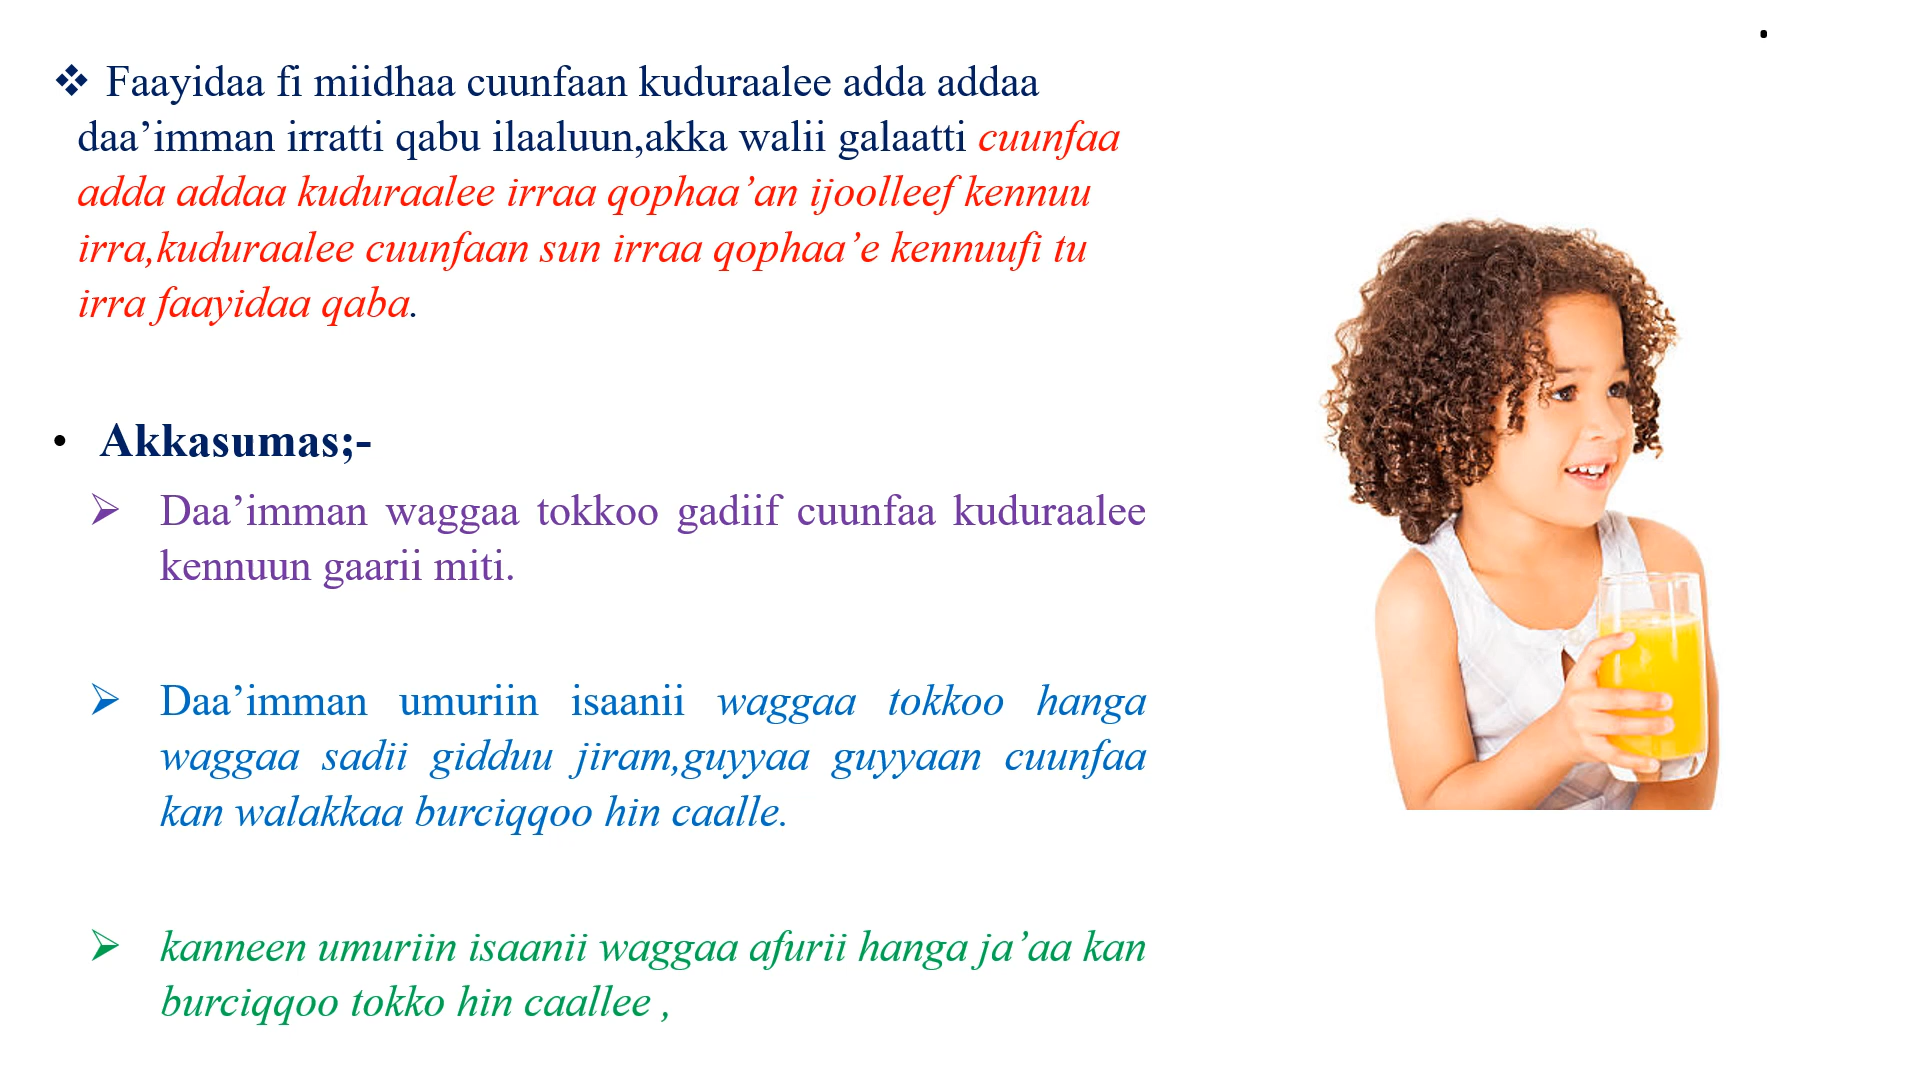 ❖ Faayidaa fi miidhaa cuunfaan kuduraalee adda addaa
daa’imman irratti qabu ilaaluun,akka walii galaatti cuunfaa
adda addaa kuduraalee irraa qophaa’an ijoolleef kennuu
irra,kuduraalee cuunfaan sun irraa qophaa’e kennuufi tu
irra faayidaa qaba.
• Akkasumas;-
➢ Daa’imman waggaa tokkoo gadiif cuunfaa kuduraalee
kennuun gaarii miti.
➢ Daa’imman umuriin isaanii waggaa tokkoo hanga
waggaa sadii gidduu jiram,guyyaa guyyaan cuunfaa
kan walakkaa burciqqoo hin caalle.
➢ kanneen umuriin isaanii waggaa afurii hanga ja’aa kan
burciqqoo tokko hin caallee ,